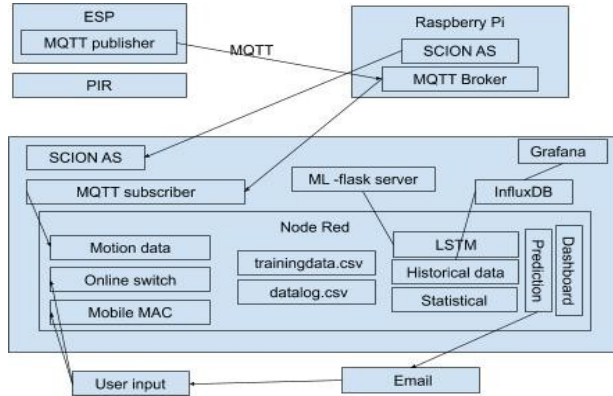 ESP
MQTT publisher
PIR
MQTT
Raspberry Pi
SCION AS
MQTT Broker
SCION AS
MQTT subscriber
ML -flask server
Grafana
InfluxDB
Node Red
Motion data
Online switch
Mobile MAC
trainingdata.csv
datalog.csv
LSTM
Historical data
Statistical
Prediction
Dashboard
User input
Email